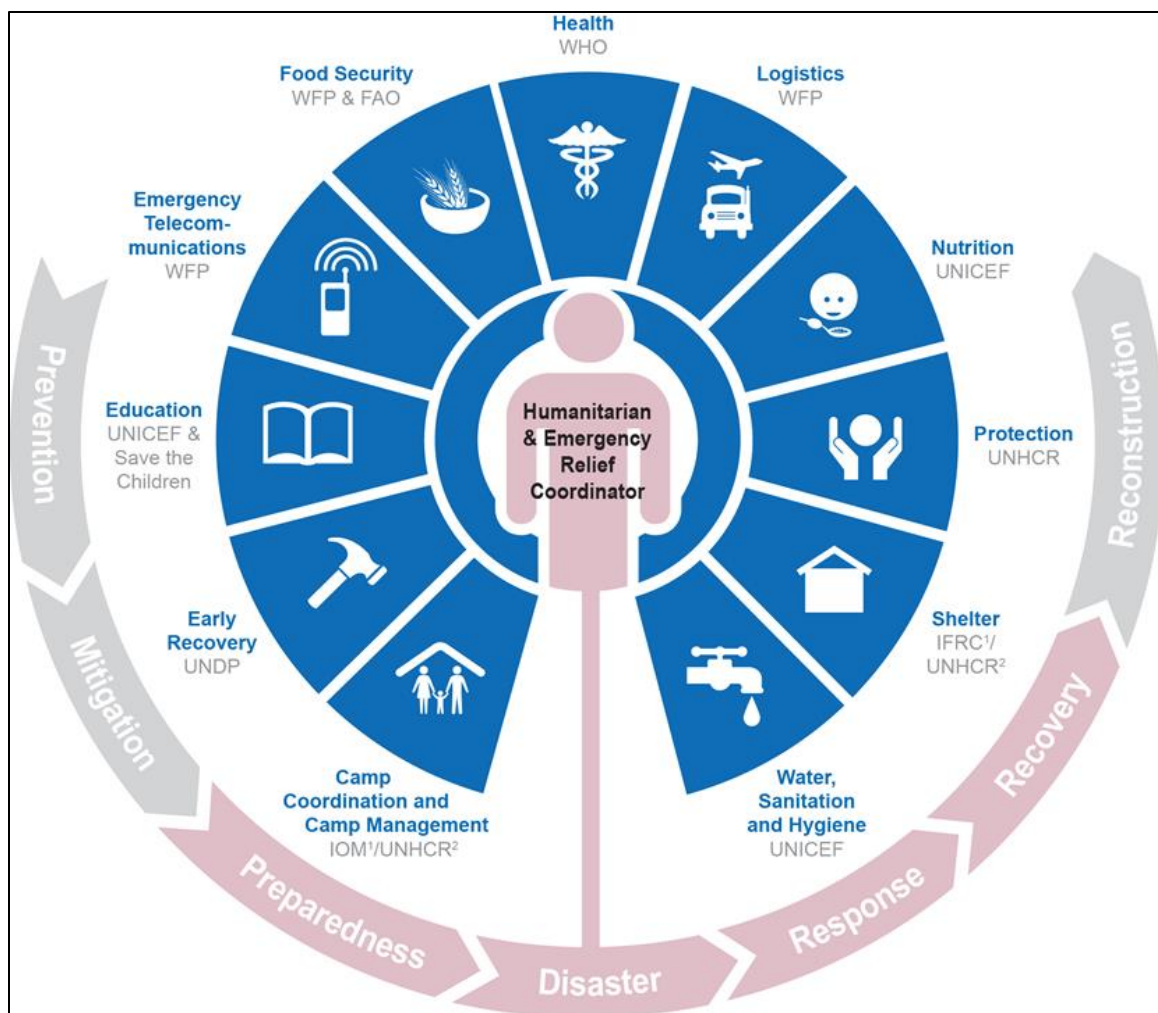 Health
WHO
Food Security
WFP & FAO
Logistics
WFP
Emergency
Telecom-
munications
WFP
Nutrition
UNICEF
Education
UNICEF &
Save the
Children
Humanitarian
& Emergency
Relief
Coordinator
Protection
UNHCR
Early
Recovery
UNDP
Shelter
IFRC¹/
UNHCR²
Camp
Coordination and
Camp Management
IOM¹/UNHCR²
Water,
Sanitation
and Hygiene
UNICEF
Prevention
Mitigation
Preparedness
Disaster
Response
Recovery
Reconstruction